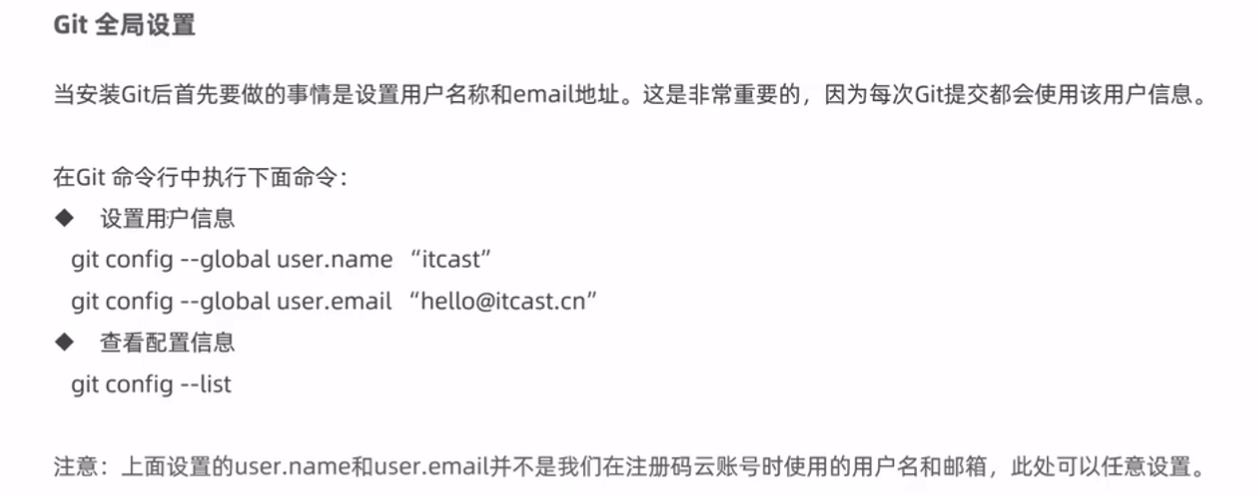 Git 全局设置
当安装Git后首先要做的事情是设置用户名称和email地址。这是非常重要的，因为每次Git提交都会使用该用户信息。
在Git 命令行中执行下面命令：
◆ 设置用户信息
git config --global user.name “itcast”
git config --global user.email “hello@itcast.cn”
◆ 查看配置信息
git config --list
注意：上面设置的user.name和user.email并不是我们在注册码云账号时使用的用户名和邮箱，此处可以任意设置。